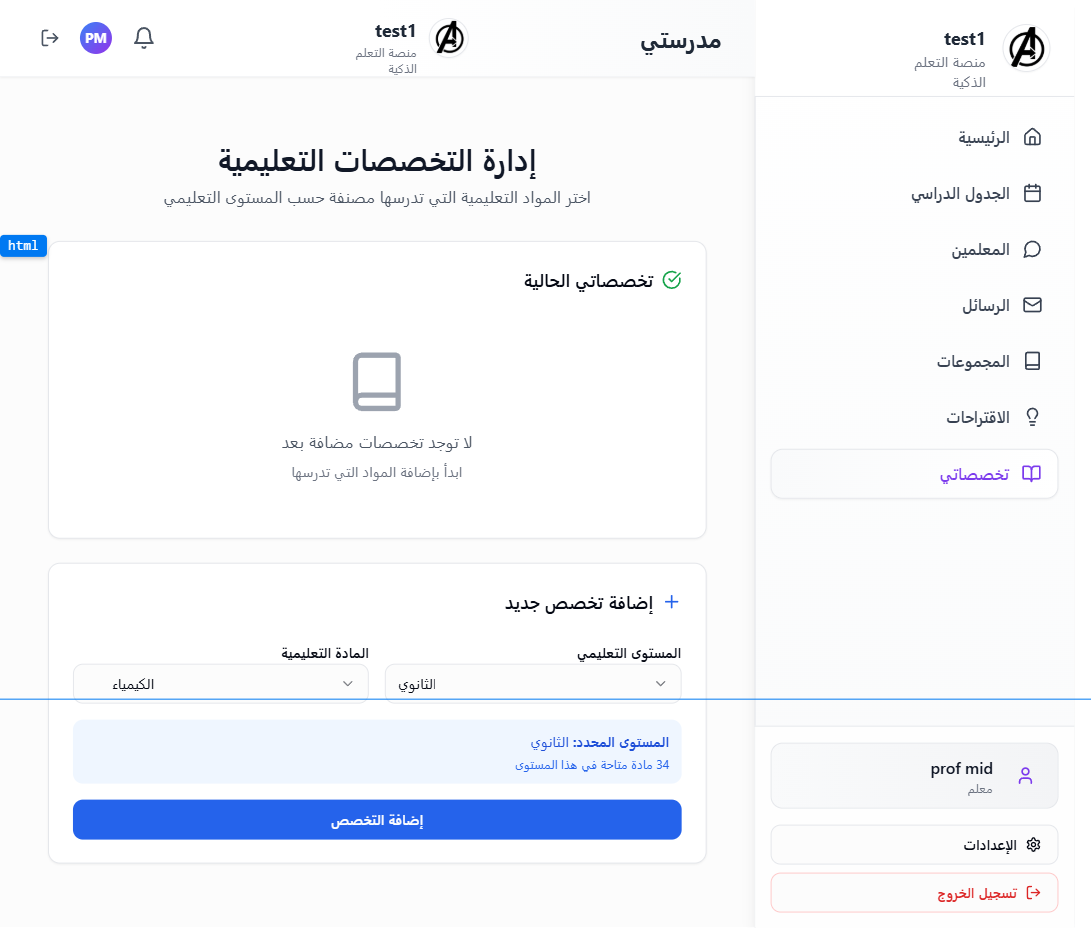 test1
منصة التعلم
الذكية
الرئيسية
الجدول الدراسي
المعلمين
الرسائل
المجموعات
الاقتراحات
تخصصاتي
prof mid
معلم
الإعدادات
تسجيل الخروج
مدرستي
test1
منصة التعلم
الذكية
PM
إدارة التخصصات التعليمية
اختر المواد التعليمية التي تدرسها مصنفة حسب المستوى التعليمي
html
تخصصاتي الحالية
لا توجد تخصصات مضافة بعد
ابدأ بإضافة المواد التي تدرسها
إضافة تخصص جديد
المستوى التعليمي
الثانوي
المادة التعليمية
الكيمياء
المستوى المحدد: الثانوي
34 مادة متاحة في هذا المستوى
إضافة التخصص